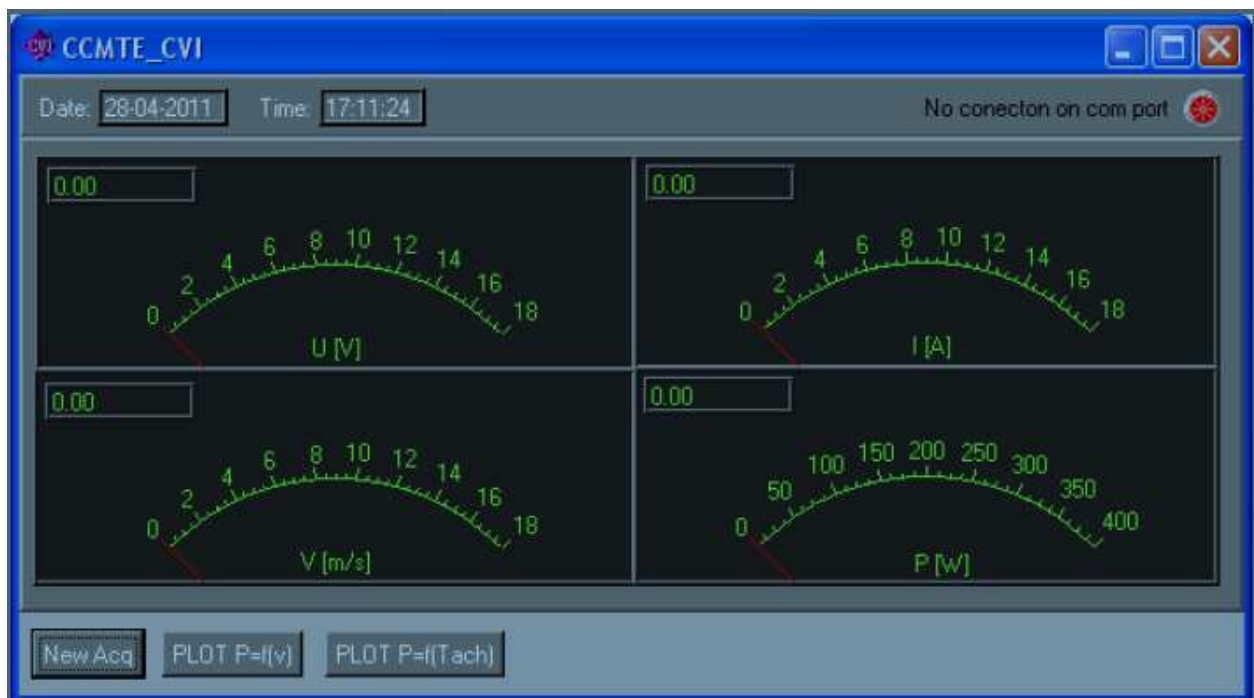 CVI CCMTE_CVI
Date: 28-04-2011 Time: 17:11:24 No conecton on com port
0.00
0 2 4 6 8 10 12 14 16 18
U [V]
0.00
0 2 4 6 8 10 12 14 16 18
I [A]
0.00
0 2 4 6 8 10 12 14 16 18
V [m/s]
0.00
0 50 100 150 200 250 300 350 400
P [W]
New Acq PLOT P=f(v) PLOT P=f(Tach)